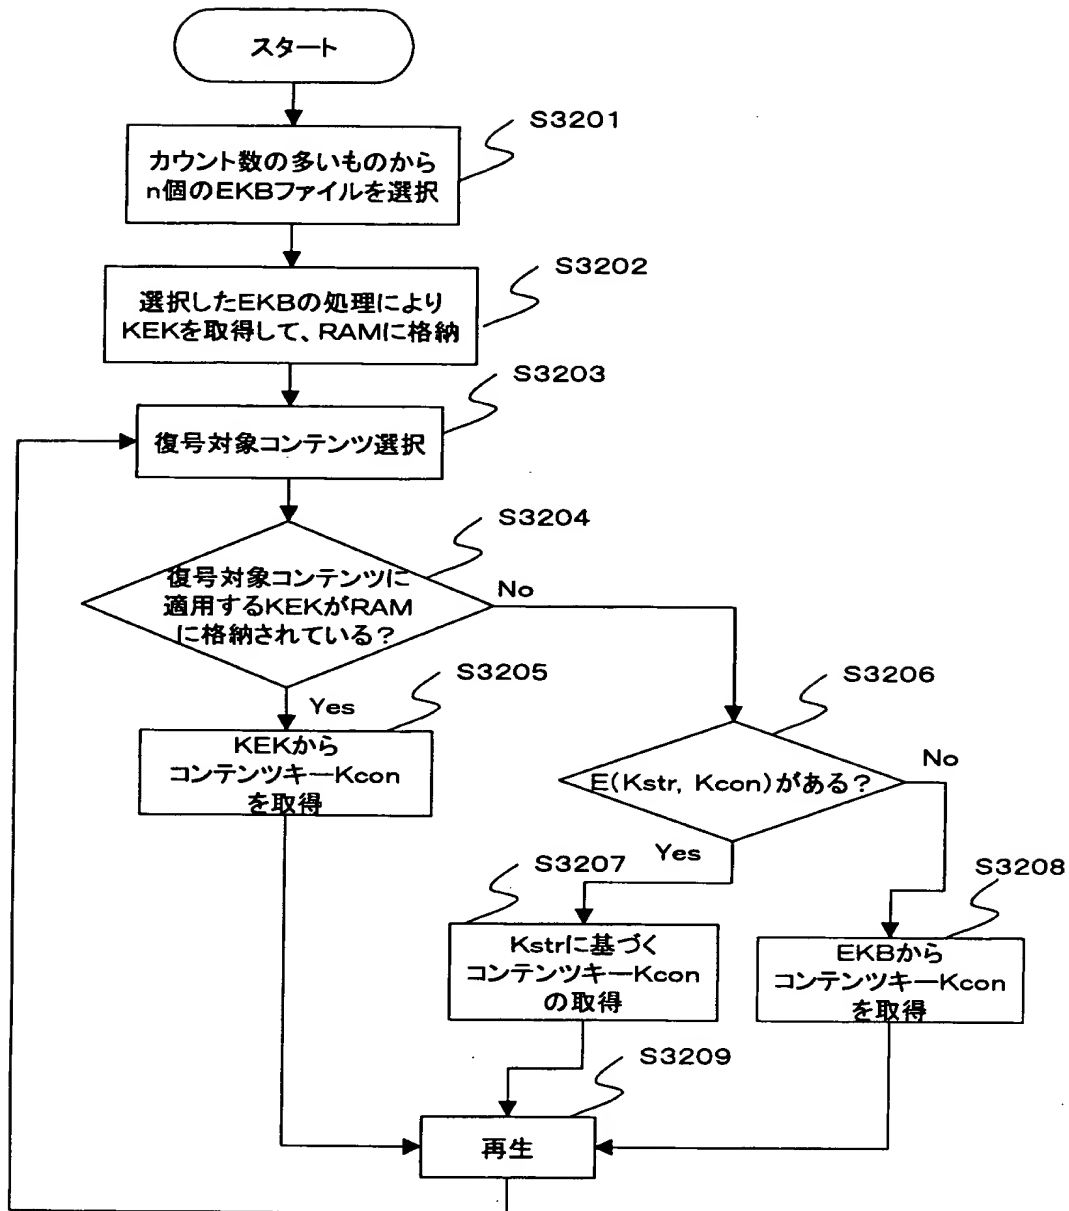 スタート
S3201
カウント数の多いものから
n個のEKBファイルを選択
S3202
選択したEKBの処理により
KEKを取得して、RAMに格納
S3203
復号対象コンテンツ選択
S3204
復号対象コンテンツに
適用するKEKがRAM
に格納されている？
No
S3205
Yes
KEKから
コンテンツキーKcon
を取得
S3206
E(Kstr, Kcon)がある？
No
Yes
S3207
Kstrに基づく
コンテンツキーKcon
の取得
S3208
EKBから
コンテンツキーKcon
を取得
S3209
再生